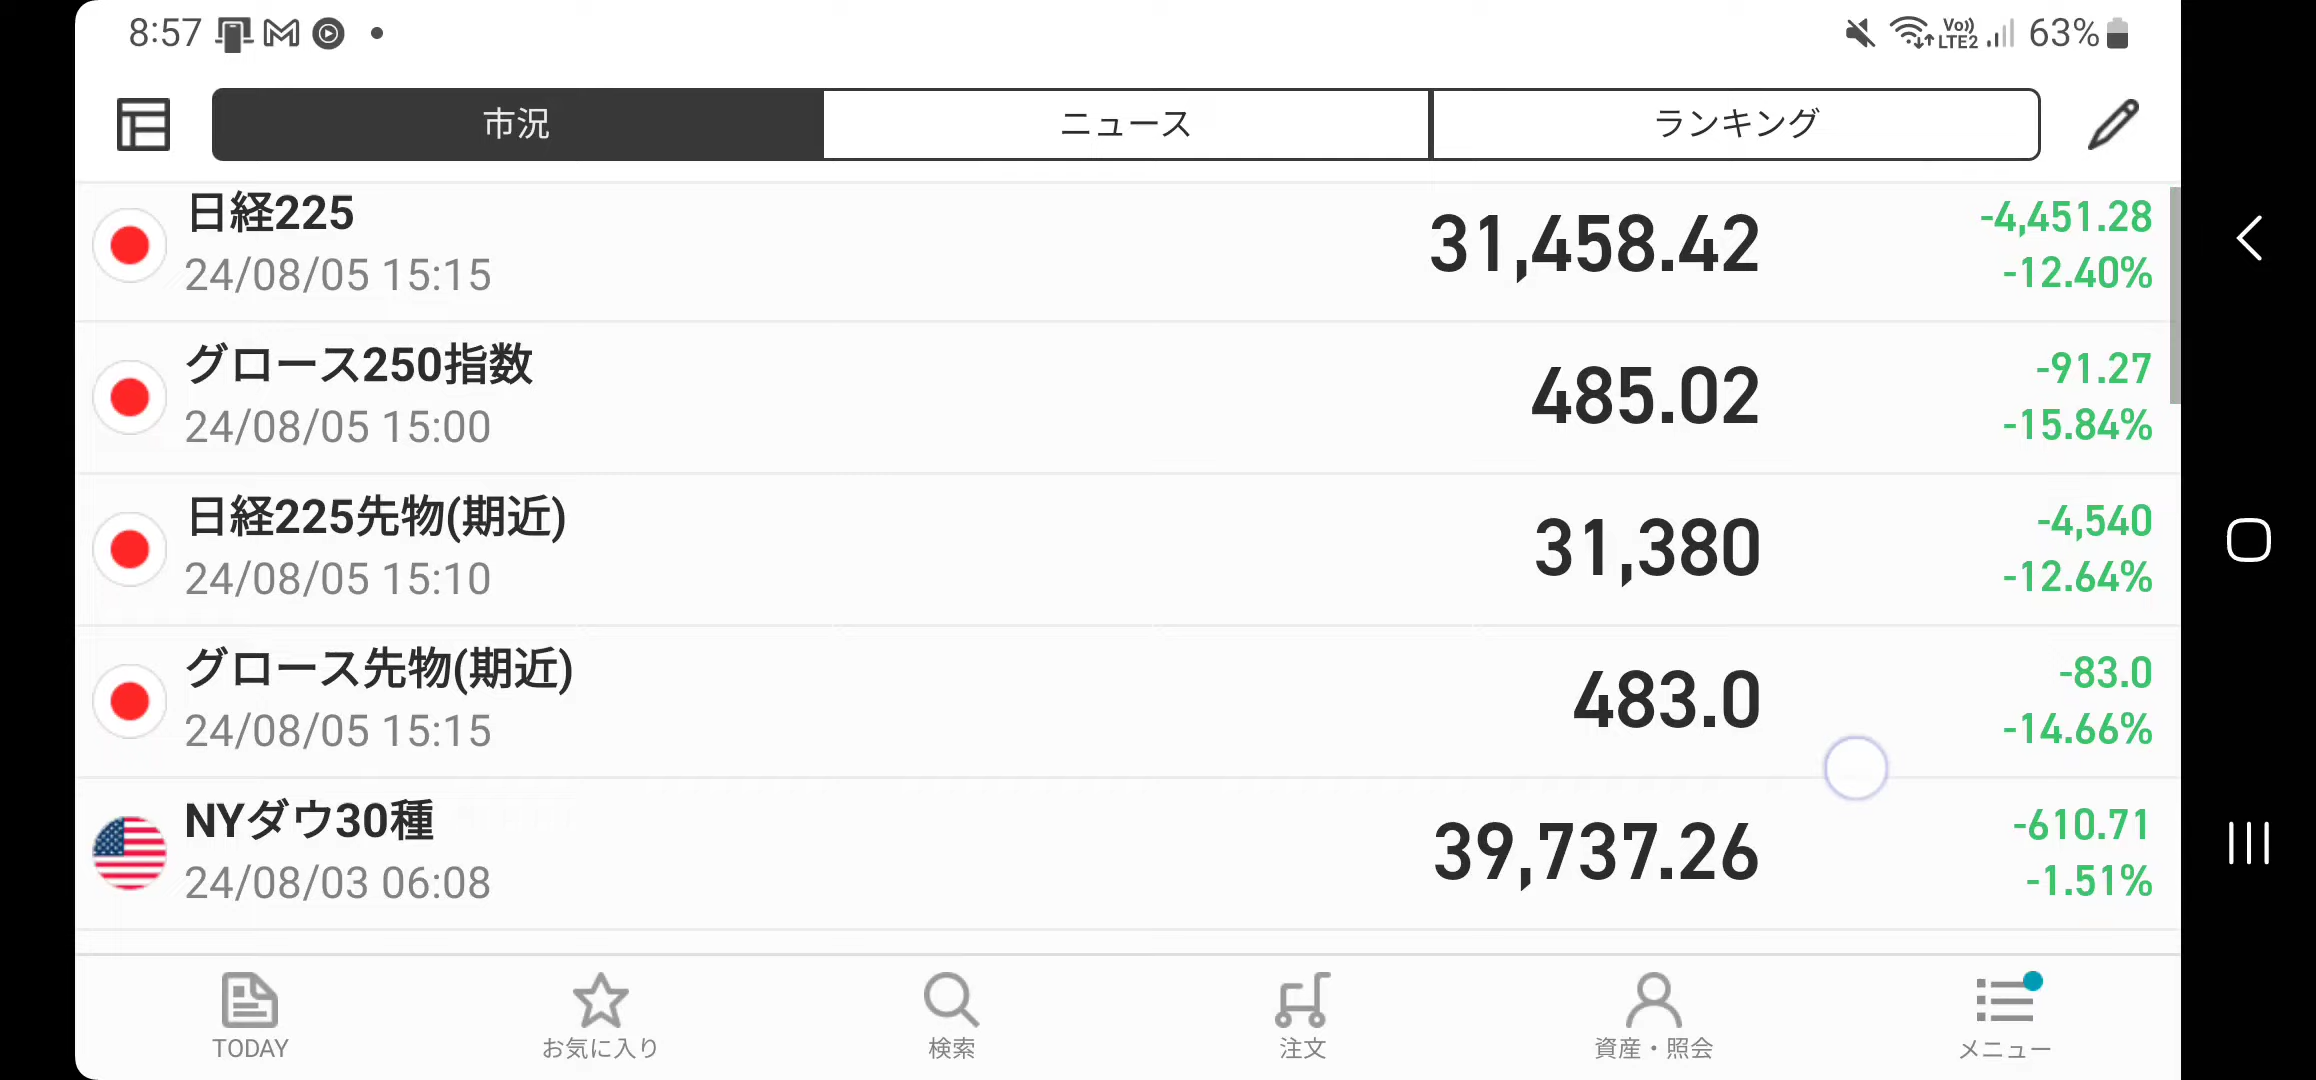 8:57 Vo)) LTE2 63%
市況 ニュース ランキング
日経225 31,458.42 -4,451.28
24/08/05 15:15 -12.40%
グロース250指数 485.02 -91.27
24/08/05 15:00 -15.84%
日経225先物(期近) 31,380 -4,540
24/08/05 15:10 -12.64%
グロース先物(期近) 483.0 -83.0
24/08/05 15:15 -14.66%
NYダウ30種 39,737.26 -610.71
24/08/03 06:08 -1.51%
TODAY お気に入り 検索 注文 資産・照会 メニュー